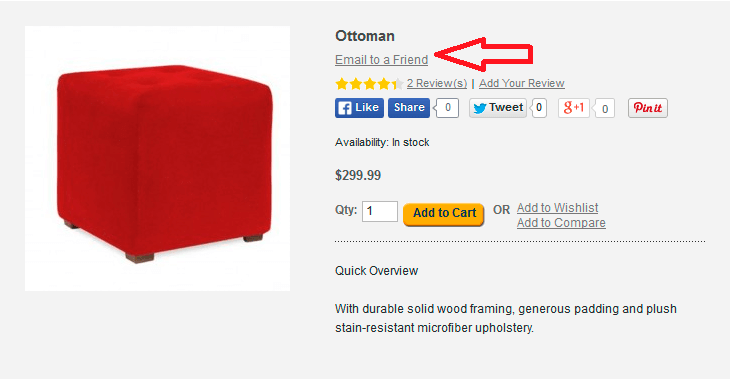 Ottoman
Email to a Friend
2 Review(s) | Add Your Review
Like Share 0 Tweet 0 g+1 0 Pin it
Availability: In stock
$299.99
Qty: 1 Add to Cart OR Add to Wishlist
Add to Compare
Quick Overview
With durable solid wood framing, generous padding and plush
stain-resistant microfiber upholstery.